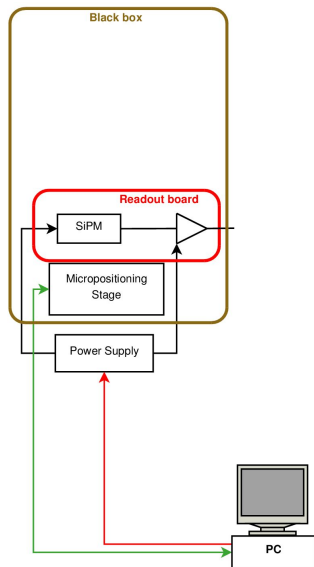 Black box
Readout board
SiPM
Micropositioning
Stage
Power Supply
PC